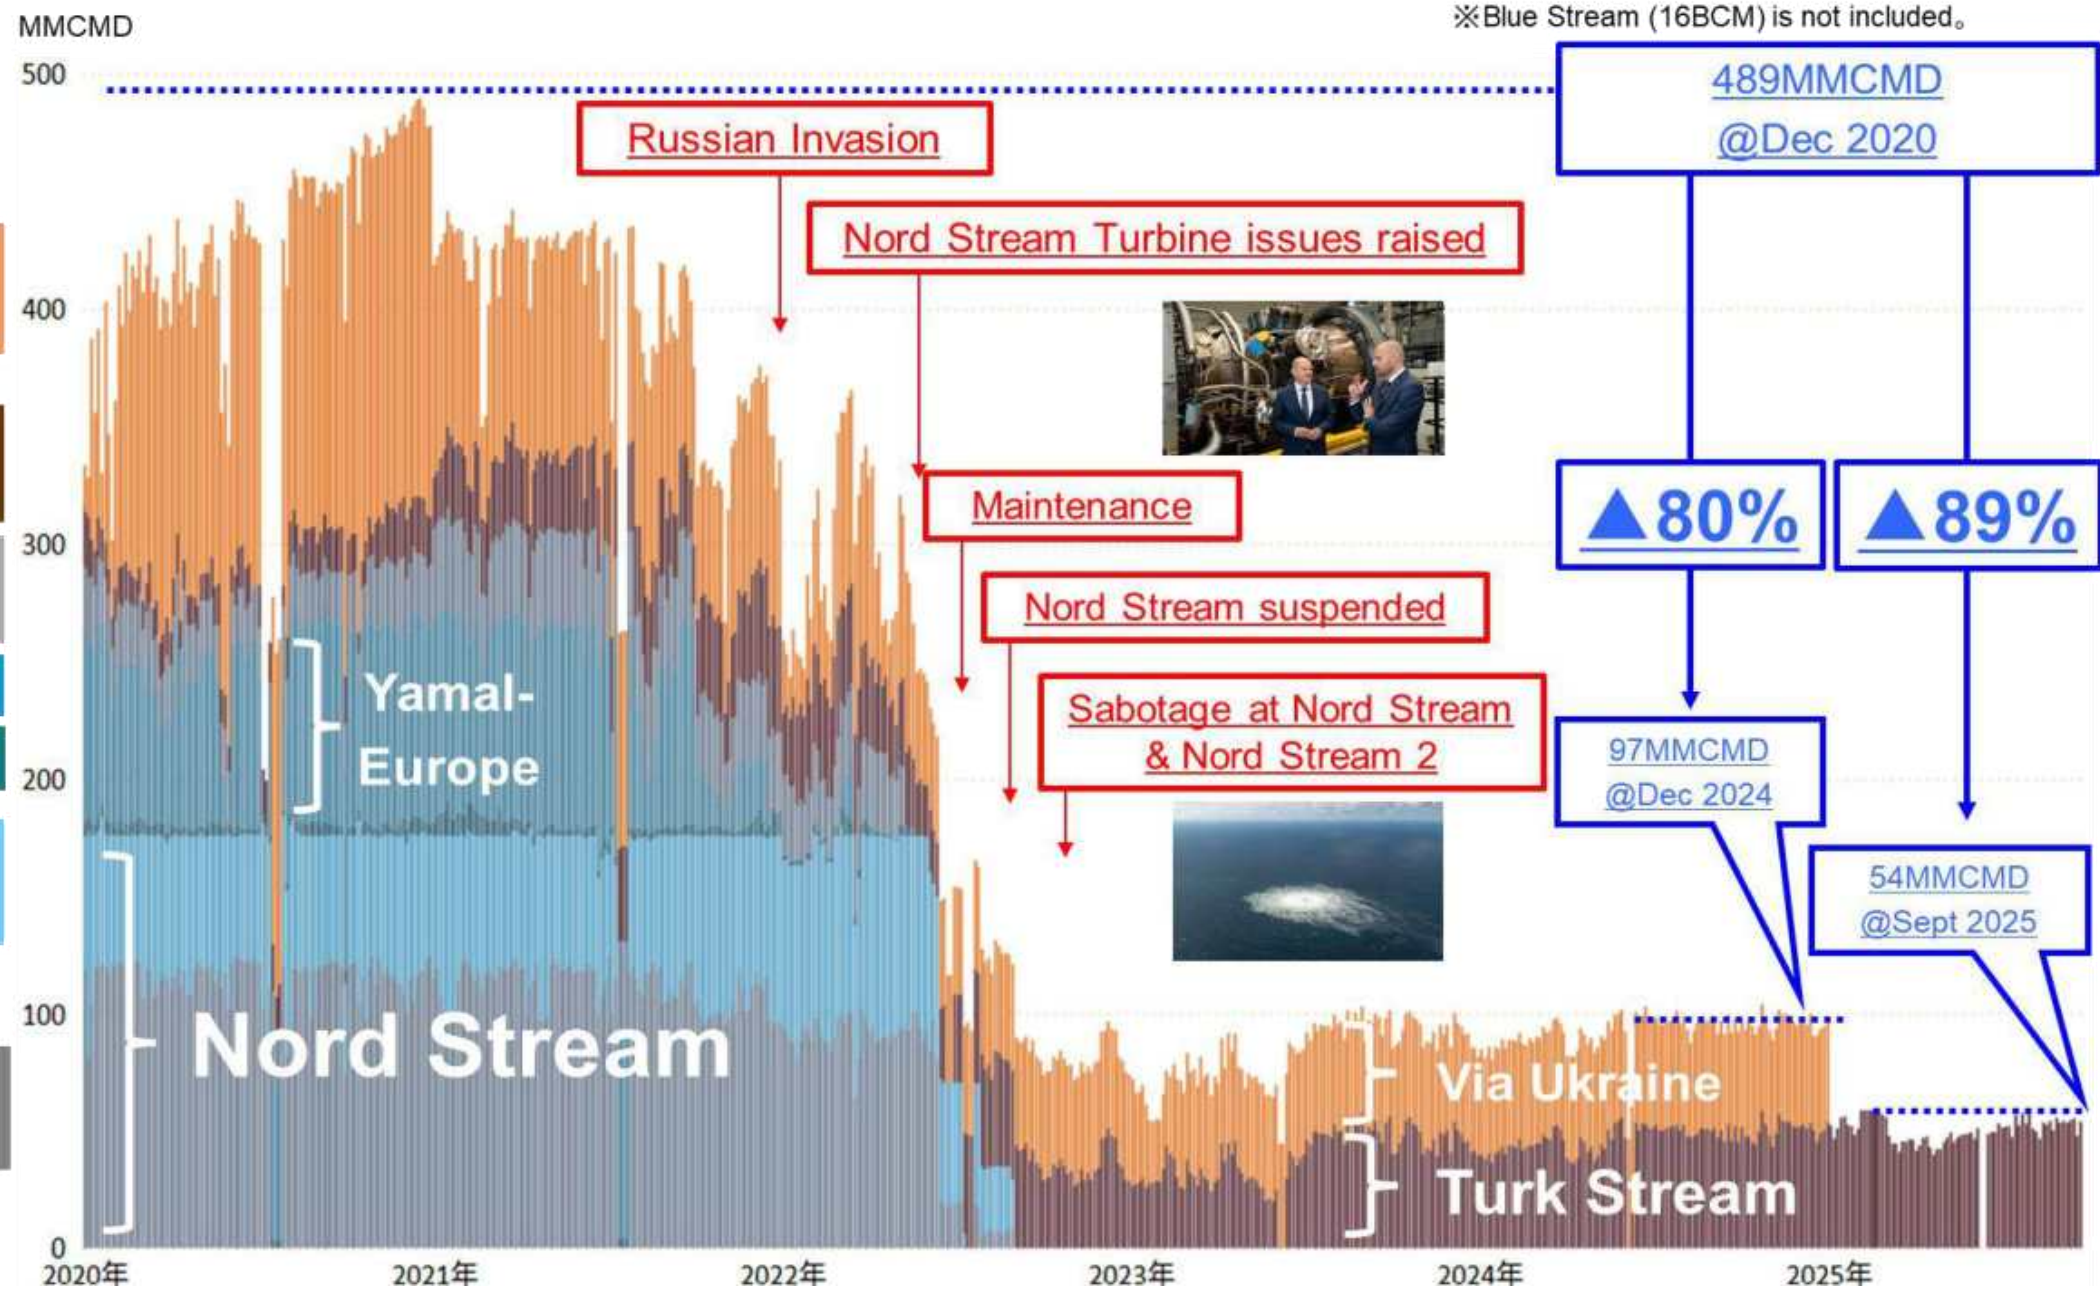 MMCMD
※Blue Stream (16BCM) is not included。
500
400
300
200
100
0
489MMCMD
@Dec 2020
Russian Invasion
Nord Stream Turbine issues raised
Maintenance
▲80%
▲89%
Nord Stream suspended
Sabotage at Nord Stream
& Nord Stream 2
97MMCMD
@Dec 2024
54MMCMD
@Sept 2025
Yamal-
Europe
Nord Stream
Via Ukraine
Turk Stream
2020年
2021年
2022年
2023年
2024年
2025年